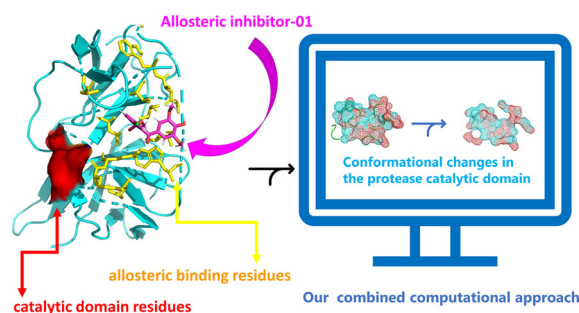 Allosteric inhibitor-01
Conformational changes in
the protease catalytic domain
allosteric binding residues
catalytic domain residues
Our combined computational approach